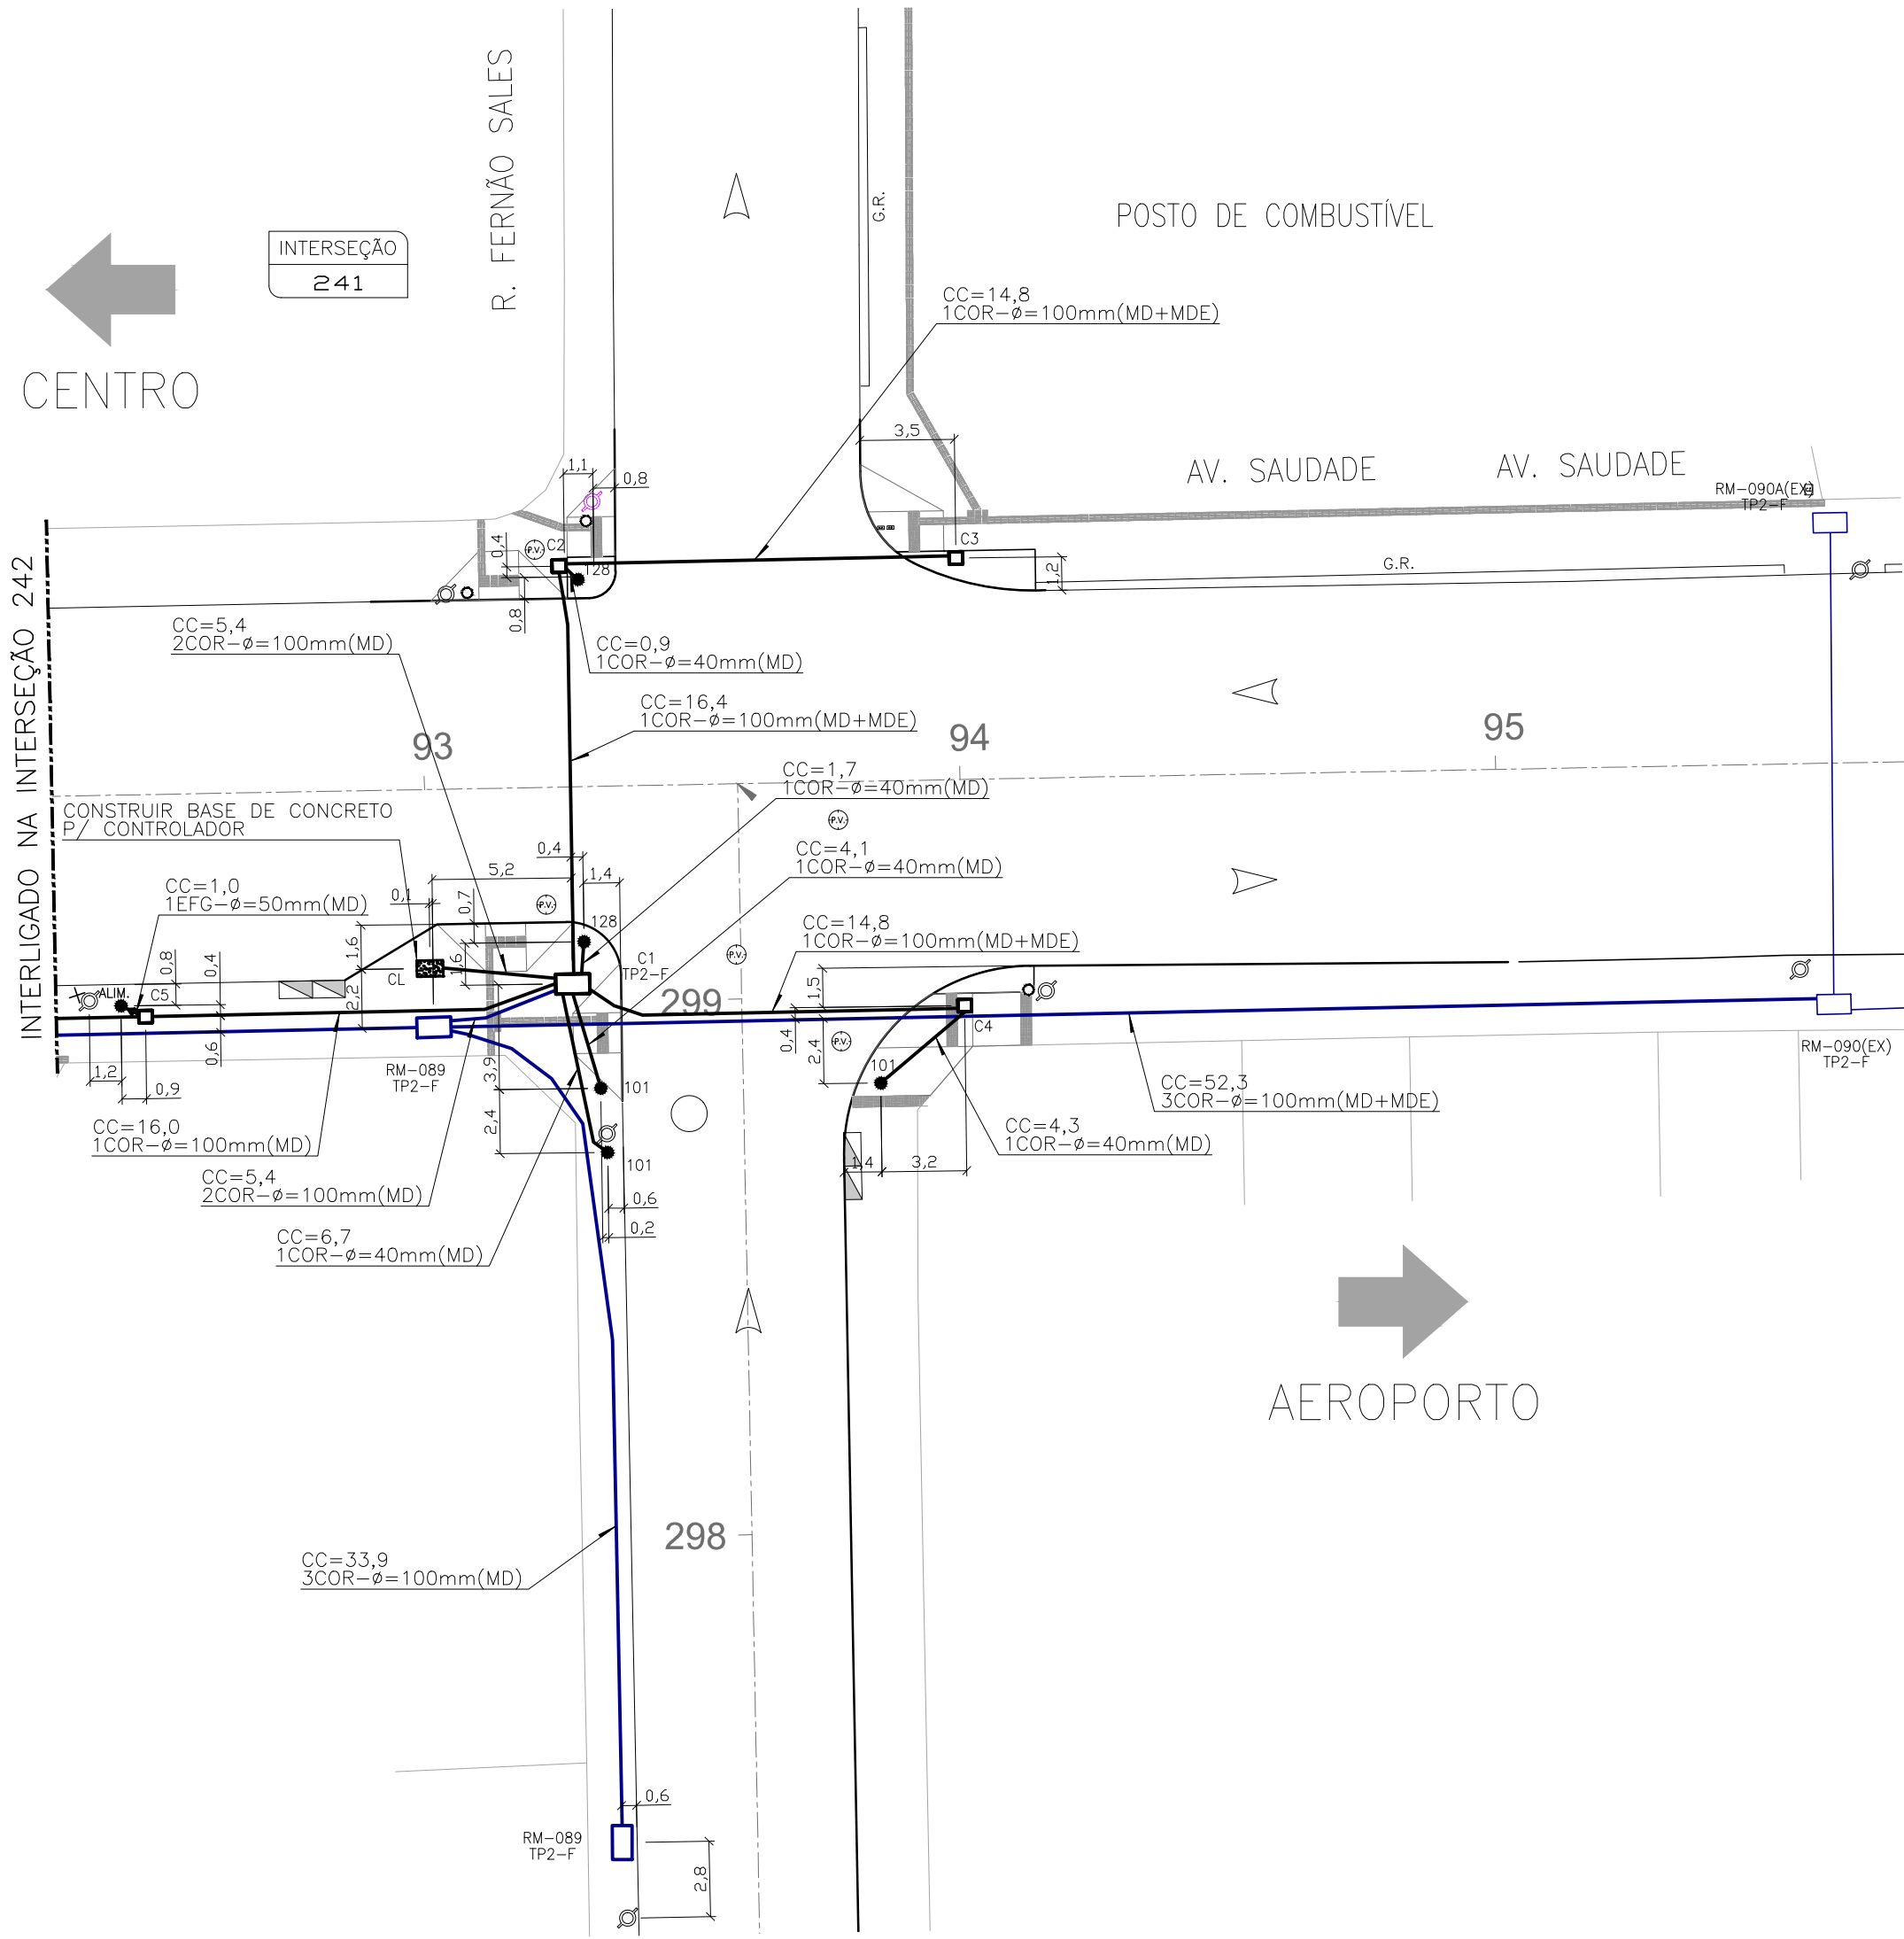 R. FERNÃO SALES
INTERSEÇÃO
241
CENTRO
G.R.
POSTO DE COMBUSTÍVEL
CC=14,8
1COR-ø=100mm(MD+MDE)
3,5
AV. SAUDADE
AV. SAUDADE
RM-090A(EX)
TP2-F
1,1
0,8
0,4
P.V.
C2
128
0,8
C3
1,2
G.R.
INTERLIGADO NA INTERSEÇÃO 242
CC=5,4
2COR-ø=100mm(MD)
CC=0,9
1COR-ø=40mm(MD)
CC=16,4
1COR-ø=100mm(MD+MDE)
93
94
95
CC=1,7
1COR-ø=40mm(MD)
P.V.
CONSTRUIR BASE DE CONCRETO
P/ CONTROLADOR
CC=4,1
1COR-ø=40mm(MD)
0,4
5,2
1,4
0,1
0,7
P.V.
CC=1,0
1EFG-ø=50mm(MD)
128
CC=14,8
1COR-ø=100mm(MD+MDE)
1,6
0,8
0,4
1,6
C1
TP2-F
P.V.
CL
2,2
ALIM.
C5
299
1,5
0,4
2,4
P.V.
C4
0,6
1,2
0,9
RM-089
TP2-F
3,9
101
101
RM-090(EX)
TP2-F
CC=52,3
3COR-ø=100mm(MD+MDE)
CC=16,0
1COR-ø=100mm(MD)
2,4
CC=4,3
1COR-ø=40mm(MD)
101
1,4
3,2
CC=5,4
2COR-ø=100mm(MD)
0,6
0,2
CC=6,7
1COR-ø=40mm(MD)
AEROPORTO
298
CC=33,9
3COR-ø=100mm(MD)
0,6
RM-089
TP2-F
2,8